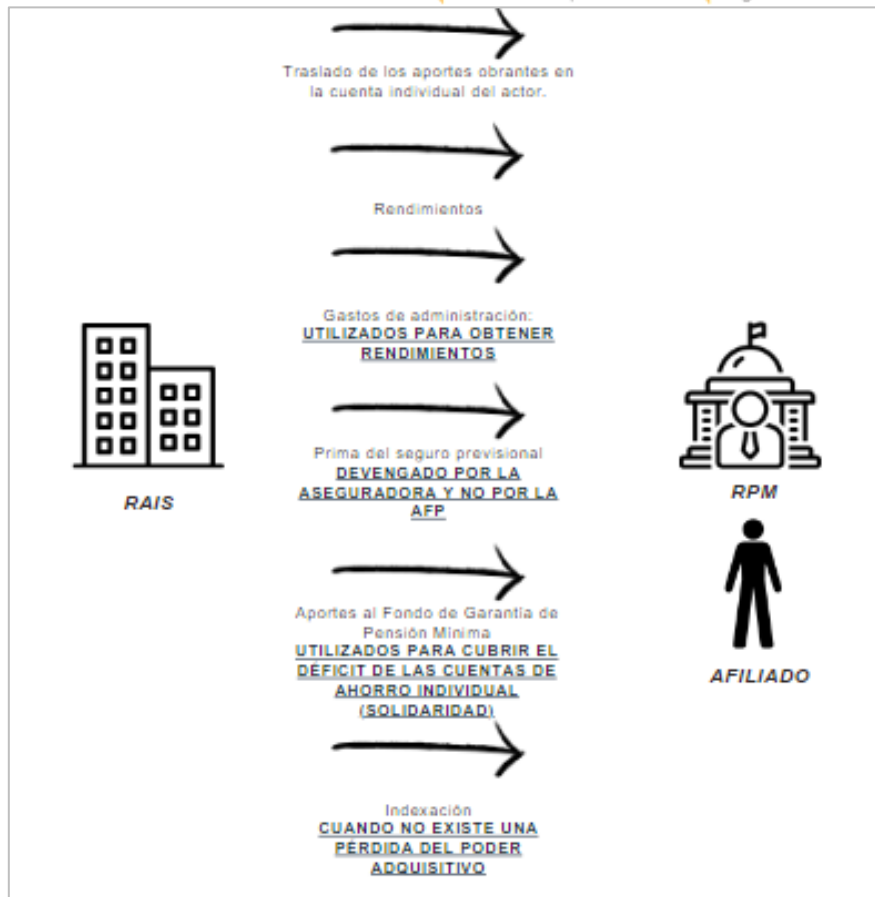 Traslado de los aportes obrantes en
la cuenta individual del actor.
Rendimientos
Gastos de administración:
UTILIZADOS PARA OBTENER
RENDIMIENTOS
Prima del seguro previsional
DEVENGADO POR LA
ASEGURADORA Y NO POR LA
AFP
RAIS
RPM
Aportes al Fondo de Garantía de
Pensión Mínima
UTILIZADOS PARA CUBRIR EL
DÉFICIT DE LAS CUENTAS DE
AHORRO INDIVIDUAL
(SOLIDARIDAD)
AFILIADO
Indexación
CUANDO NO EXISTE UNA
PÉRDIDA DEL PODER
ADQUISITIVO